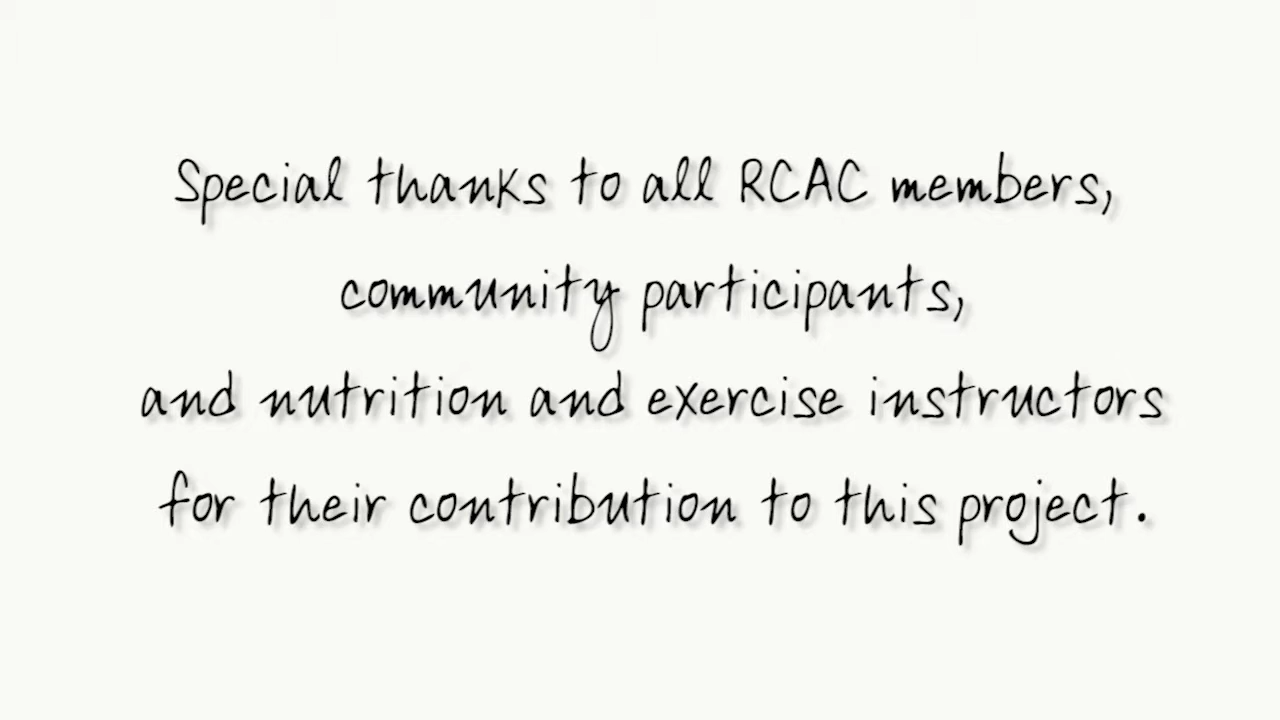 Special thanks to all RCAC members,
community participants,
and nutrition and exercise instructors
for their contribution to this project.